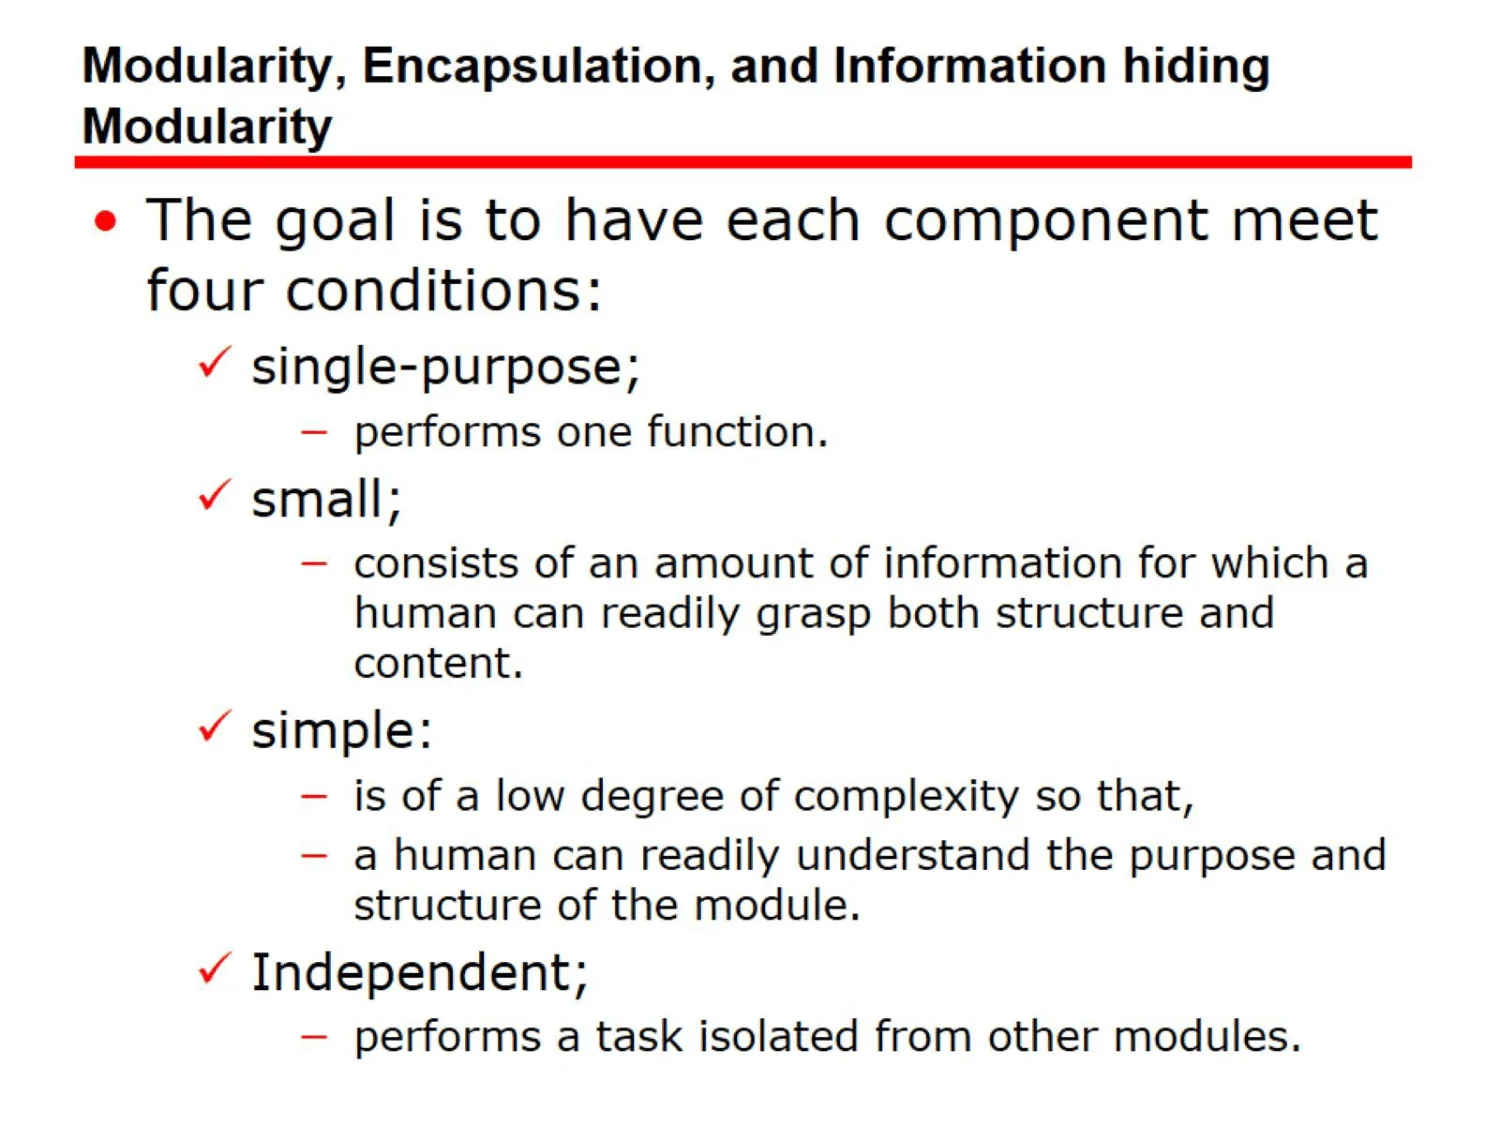 Modularity, Encapsulation, and Information hiding
Modularity
• The goal is to have each component meet
four conditions:
✓ single-purpose;
– performs one function.
✓ small;
– consists of an amount of information for which a
human can readily grasp both structure and
content.
✓ simple:
– is of a low degree of complexity so that,
– a human can readily understand the purpose and
structure of the module.
✓ Independent;
– performs a task isolated from other modules.